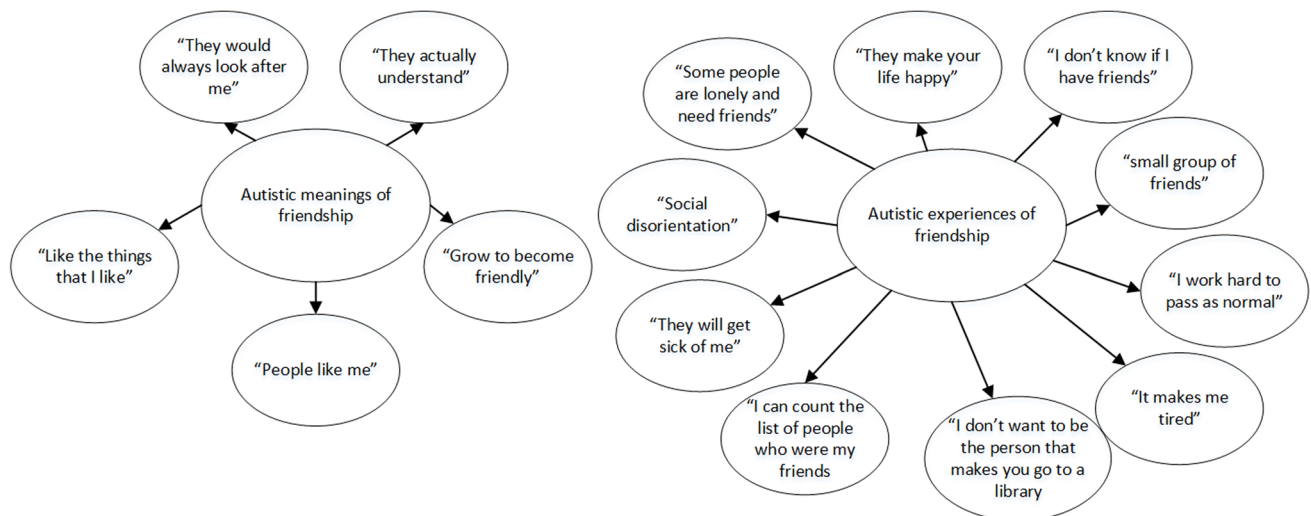 “They would
always look after
me”
“They actually
understand”
Autistic meanings of
friendship
“Like the things
that I like”
“Grow to become
friendly”
“People like me”
“Some people
are lonely and
need friends”
“They make your
life happy”
“I don’t know if I
have friends”
“small group of
friends”
“Social
disorientation”
Autistic experiences of
friendship
“I work hard to
pass as normal”
“They will get
sick of me”
“It makes me
tired”
“I can count the
list of people
who were my
friends
“I don’t want to be
the person that
makes you go to a
library